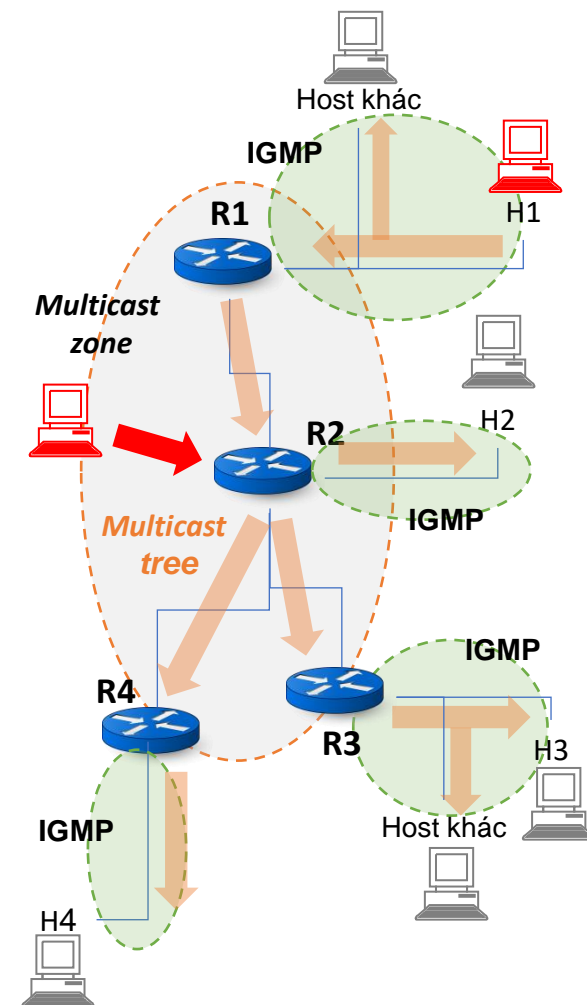 Host khác
IGMP
R1
H1
Multicast
zone
R2
H2
IGMP
Multicast
tree
IGMP
R4
R3
H3
Host khác
IGMP
H4